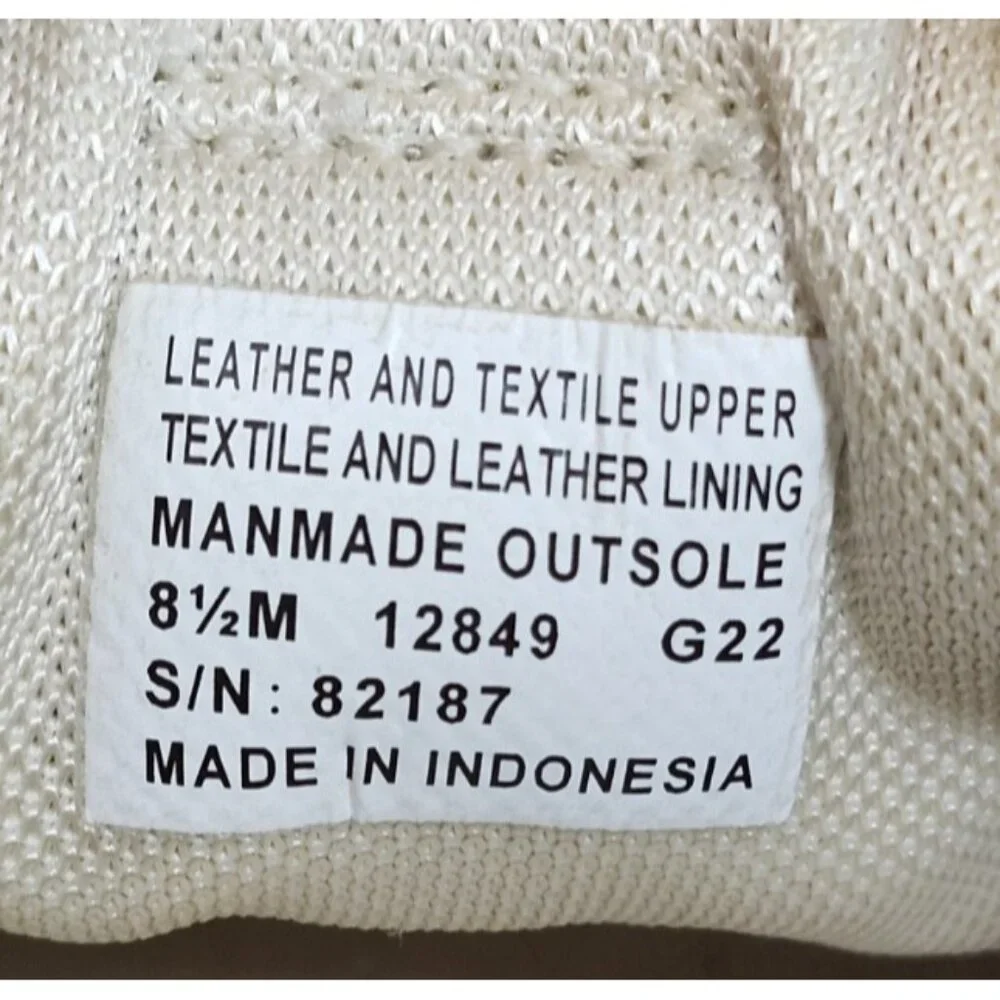 LEATHER AND TEXTILE UPPER
TEXTILE AND LEATHER LINING
MANMADE OUTSOLE
8½M 12849 G22
S/N: 82187
MADE IN INDONESIA